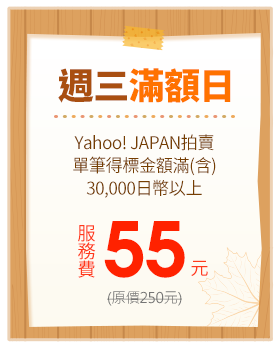 週三滿額日
Yahoo! JAPAN拍賣
單筆得標金額滿(含)
30,000日幣以上
服務費 55 元
(原價250元)